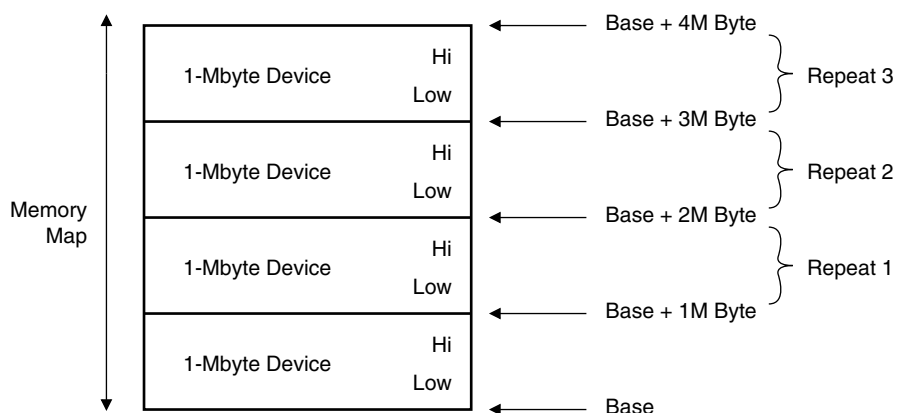 Base + 4M Byte
Hi
1-Mbyte Device
Repeat 3
Low
Base + 3M Byte
Hi
1-Mbyte Device
Repeat 2
Low
Memory
Map
Base + 2M Byte
Hi
1-Mbyte Device
Repeat 1
Low
Base + 1M Byte
Hi
1-Mbyte Device
Low
Base